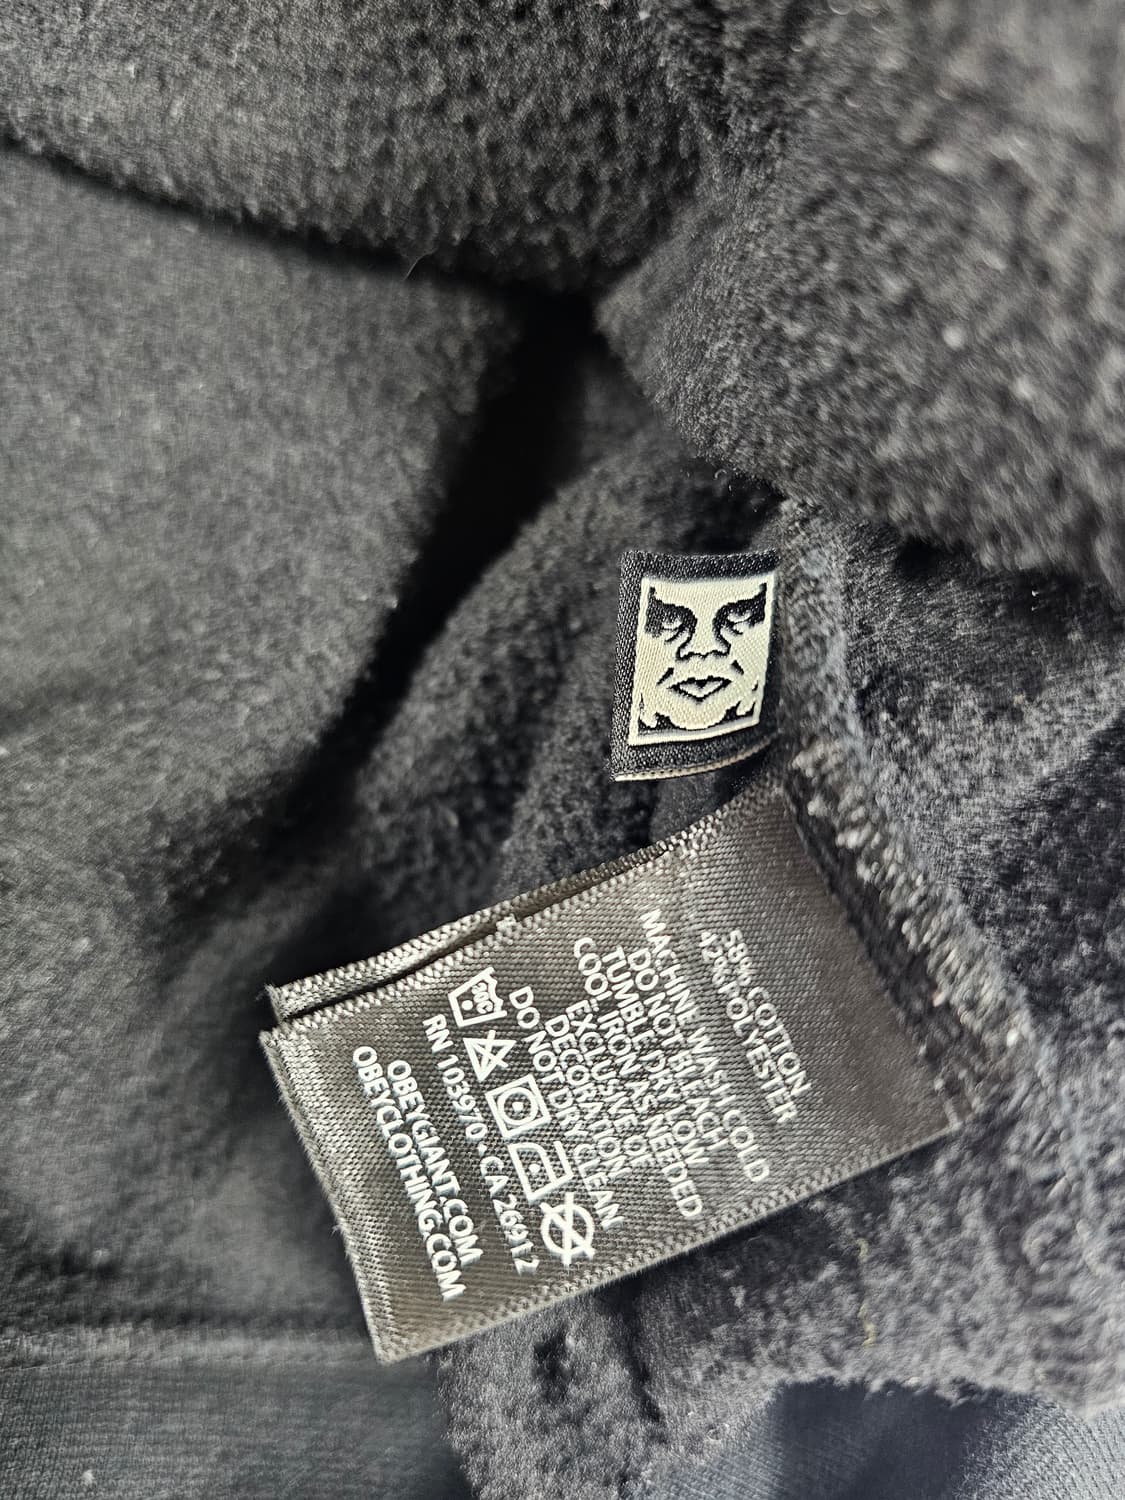 58% COTTON
42% POLYESTER
MACHINE WASH COLD
DO NOT BLEACH
TUMBLE DRY LOW
COOL IRON AS NEEDED
EXCLUSIVE OF
DECORATION
DO NOT DRY CLEAN
RN 103970 - CA 26912
OBEYGIANT.COM
OBEYCLOTHING.COM